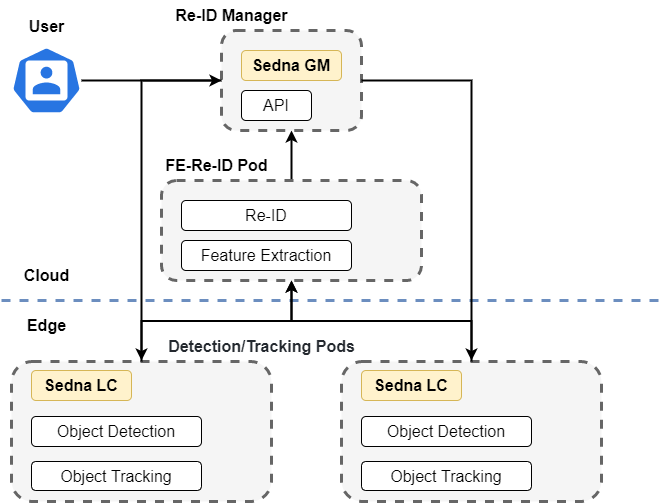 Re-ID Manager
User
Sedna GM
API
FE-Re-ID Pod
Re-ID
Feature Extraction
Cloud
Edge
Detection/Tracking Pods
Sedna LC
Object Detection
Object Tracking
Sedna LC
Object Detection
Object Tracking